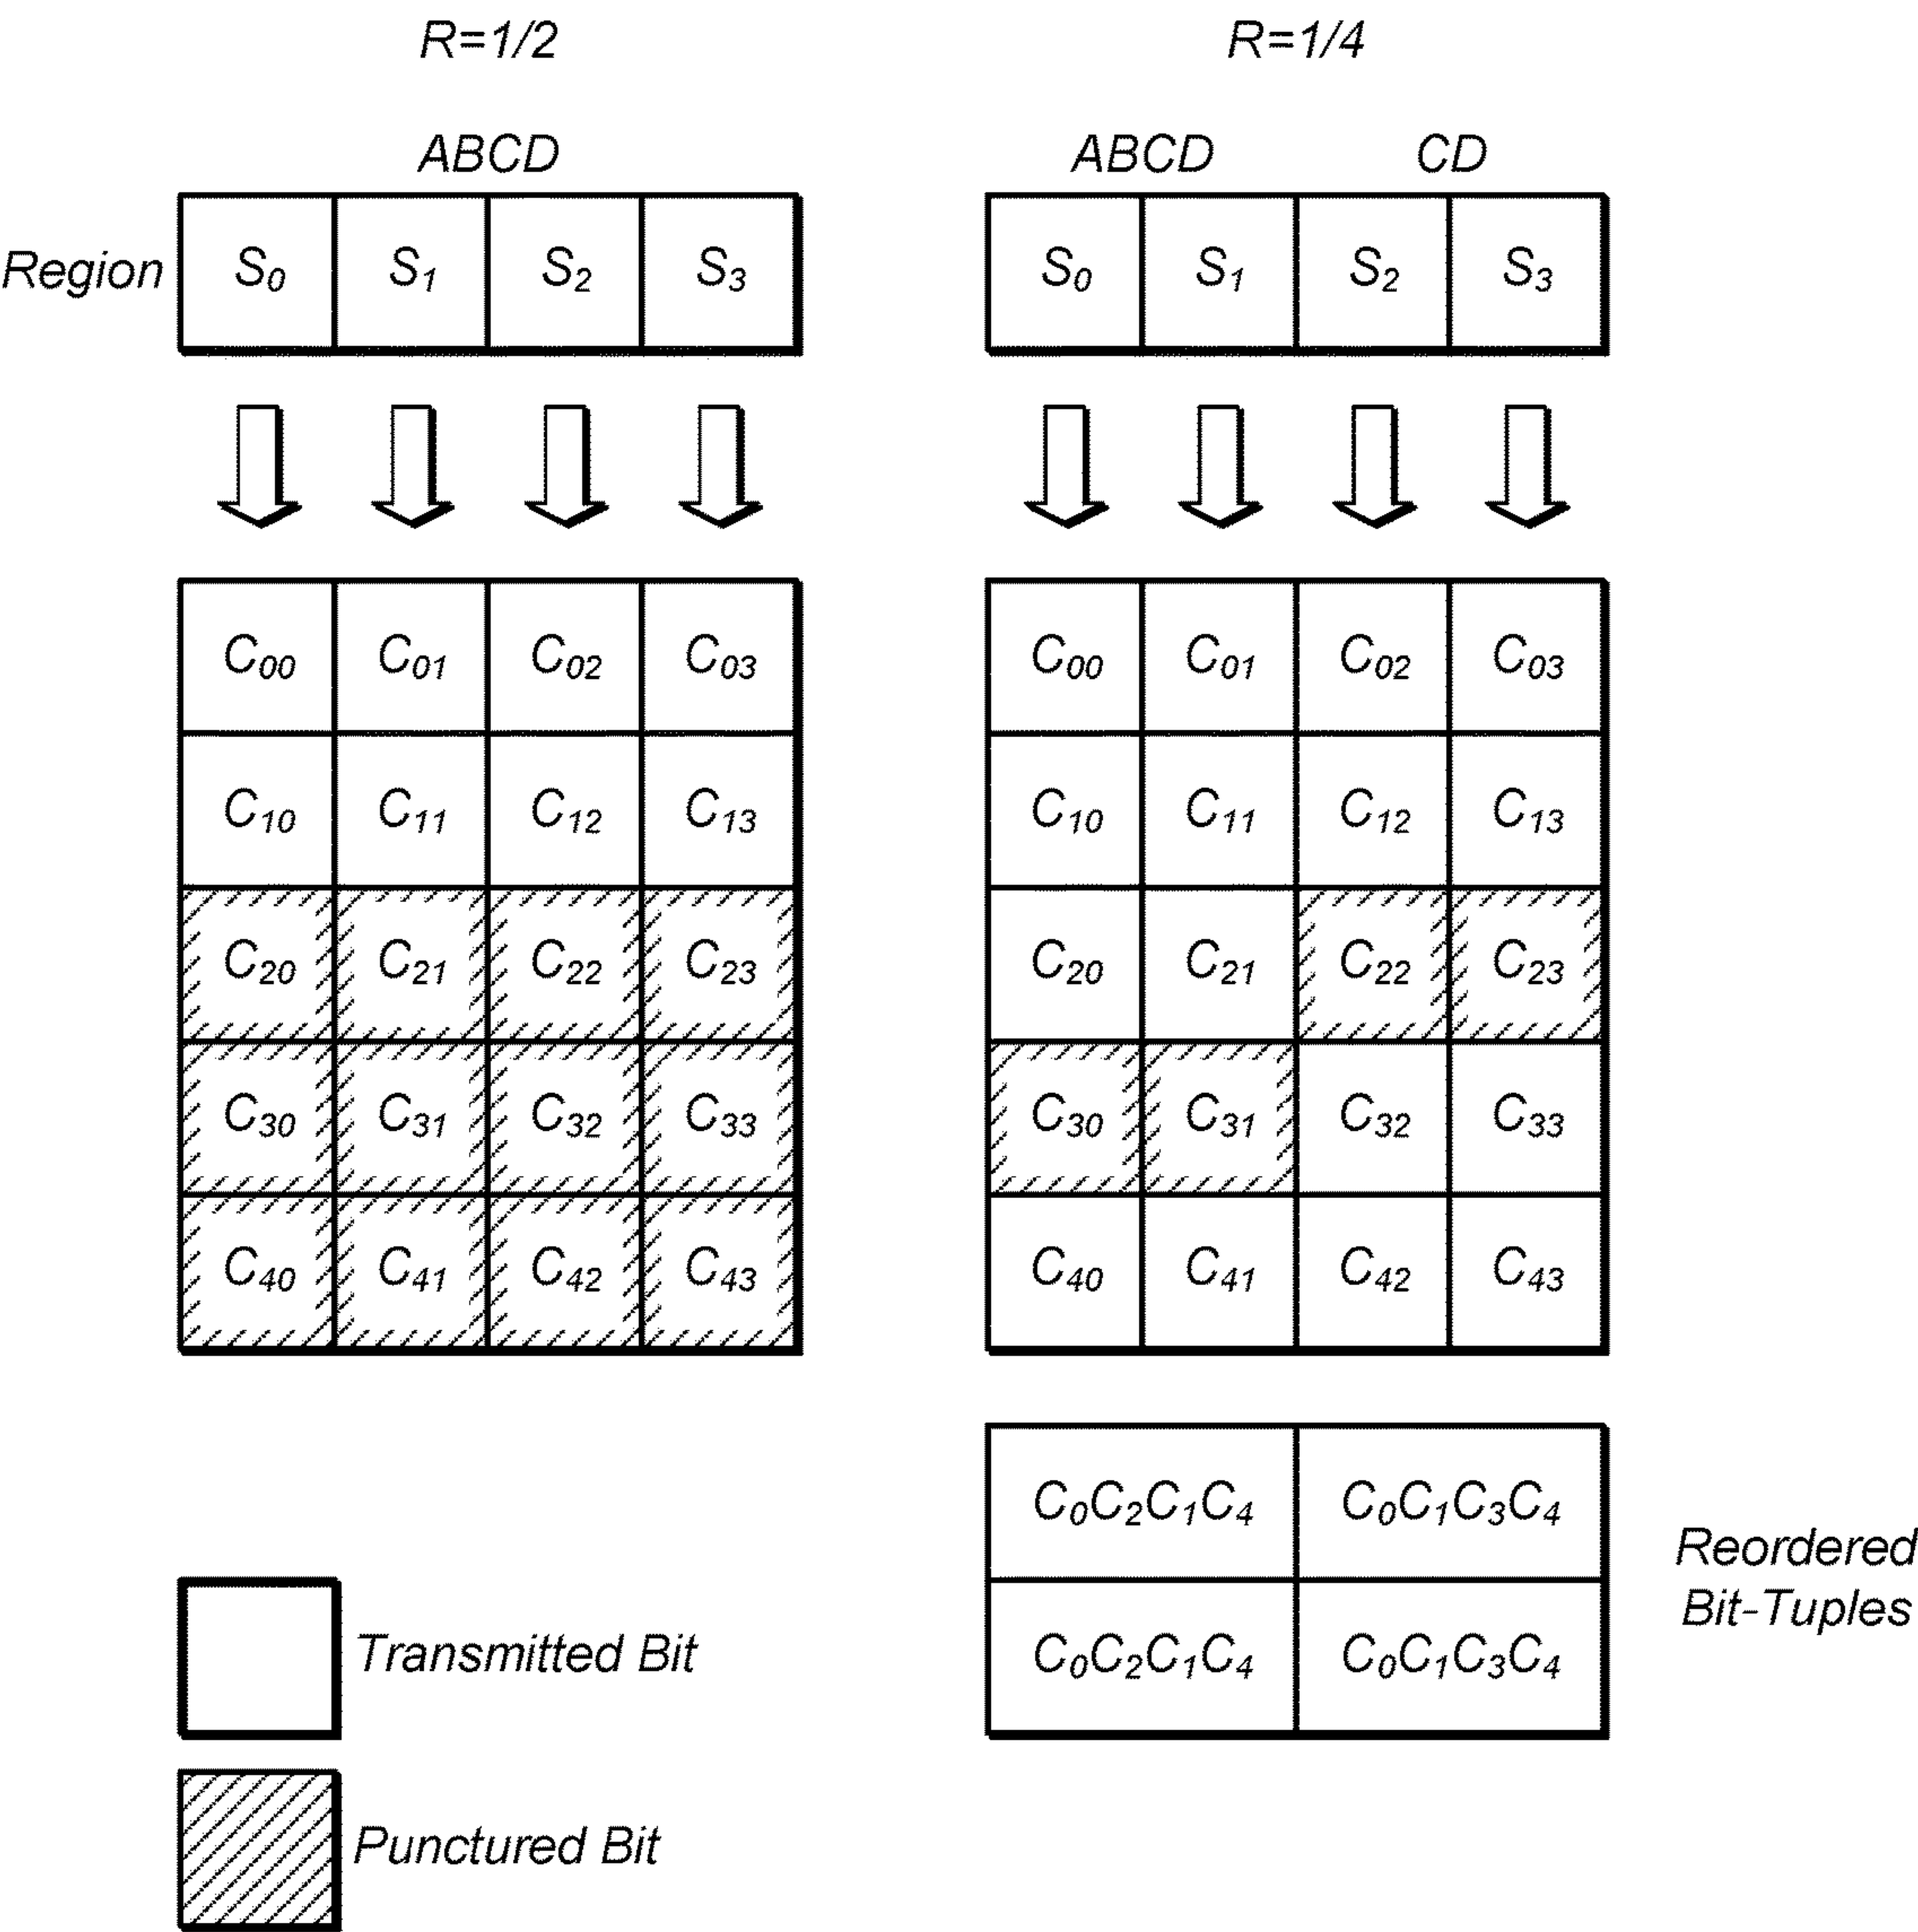 R=1/2 R=1/4
ABCD ABCD CD
Region S0 S1 S2 S3 S0 S1 S2 S3
C00 C01 C02 C03 C00 C01 C02 C03
C10 C11 C12 C13 C10 C11 C12 C13
C20 C21 C22 C23 C20 C21 C22 C23
C30 C31 C32 C33 C30 C31 C32 C33
C40 C41 C42 C43 C40 C41 C42 C43
C0C2C1C4 C0C1C3C4
C0C2C1C4 C0C1C3C4
Reordered
Bit-Tuples
Transmitted Bit
Punctured Bit